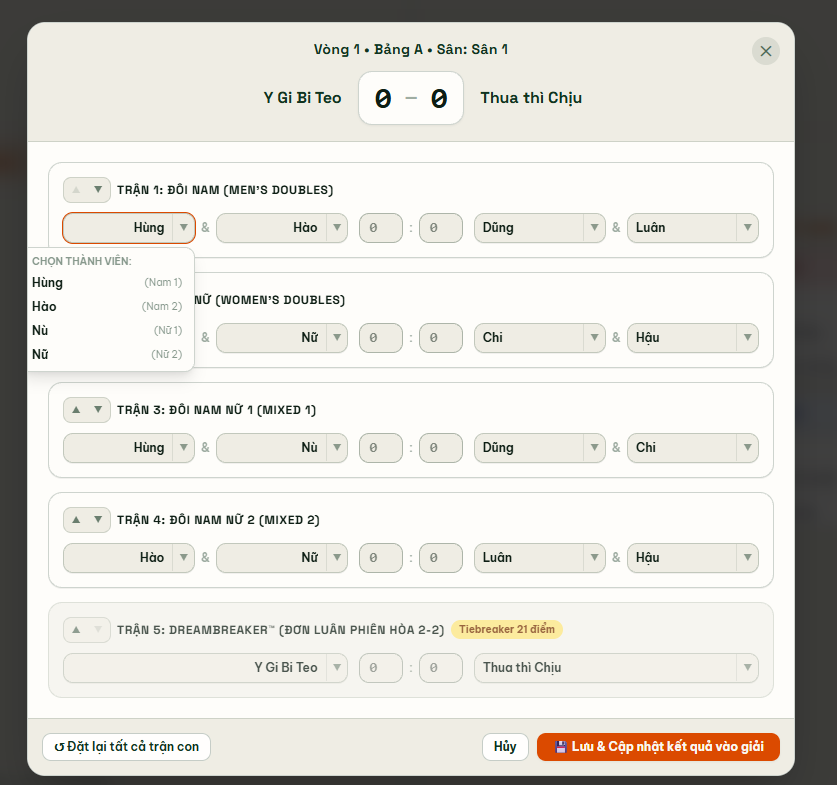 Vòng 1 • Bảng A • Sân: Sân 1
Y Gi Bi Teo 0 – 0 Thua thì Chịu
TRẬN 1: ĐÔI NAM (MEN'S DOUBLES)
Hùng & Hào 0 : 0 Dũng & Luân
CHỌN THÀNH VIÊN:
Hùng (Nam 1)
Hào (Nam 2)
Nù (Nữ 1)
Nữ (Nữ 2)
NỮ (WOMEN'S DOUBLES)
& Nữ 0 : 0 Chi & Hậu
TRẬN 3: ĐÔI NAM NỮ 1 (MIXED 1)
Hùng & Nù 0 : 0 Dũng & Chi
TRẬN 4: ĐÔI NAM NỮ 2 (MIXED 2)
Hào & Nữ 0 : 0 Luân & Hậu
TRẬN 5: DREAMBREAKER™ (ĐƠN LUÂN PHIÊN HÒA 2-2) Tiebreaker 21 điểm
Y Gi Bi Teo 0 : 0 Thua thì Chịu
↺ Đặt lại tất cả trận con
Hủy
💾 Lưu & Cập nhật kết quả vào giải